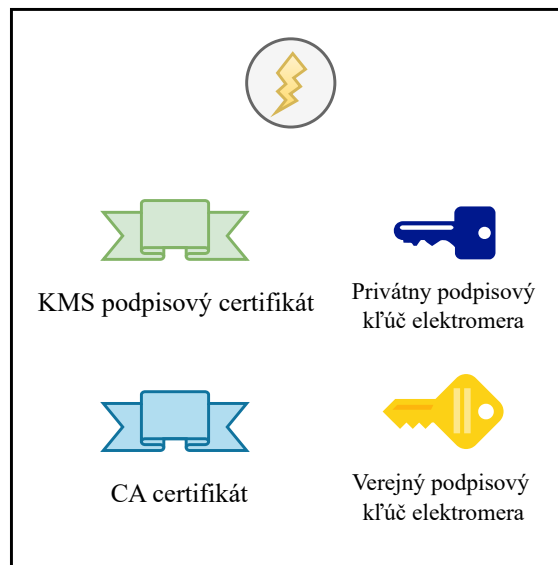 KMS podpisový certifikát
Privátny podpisový
kľúč elektromera
CA certifikát
Verejný podpisový
kľúč elektromera